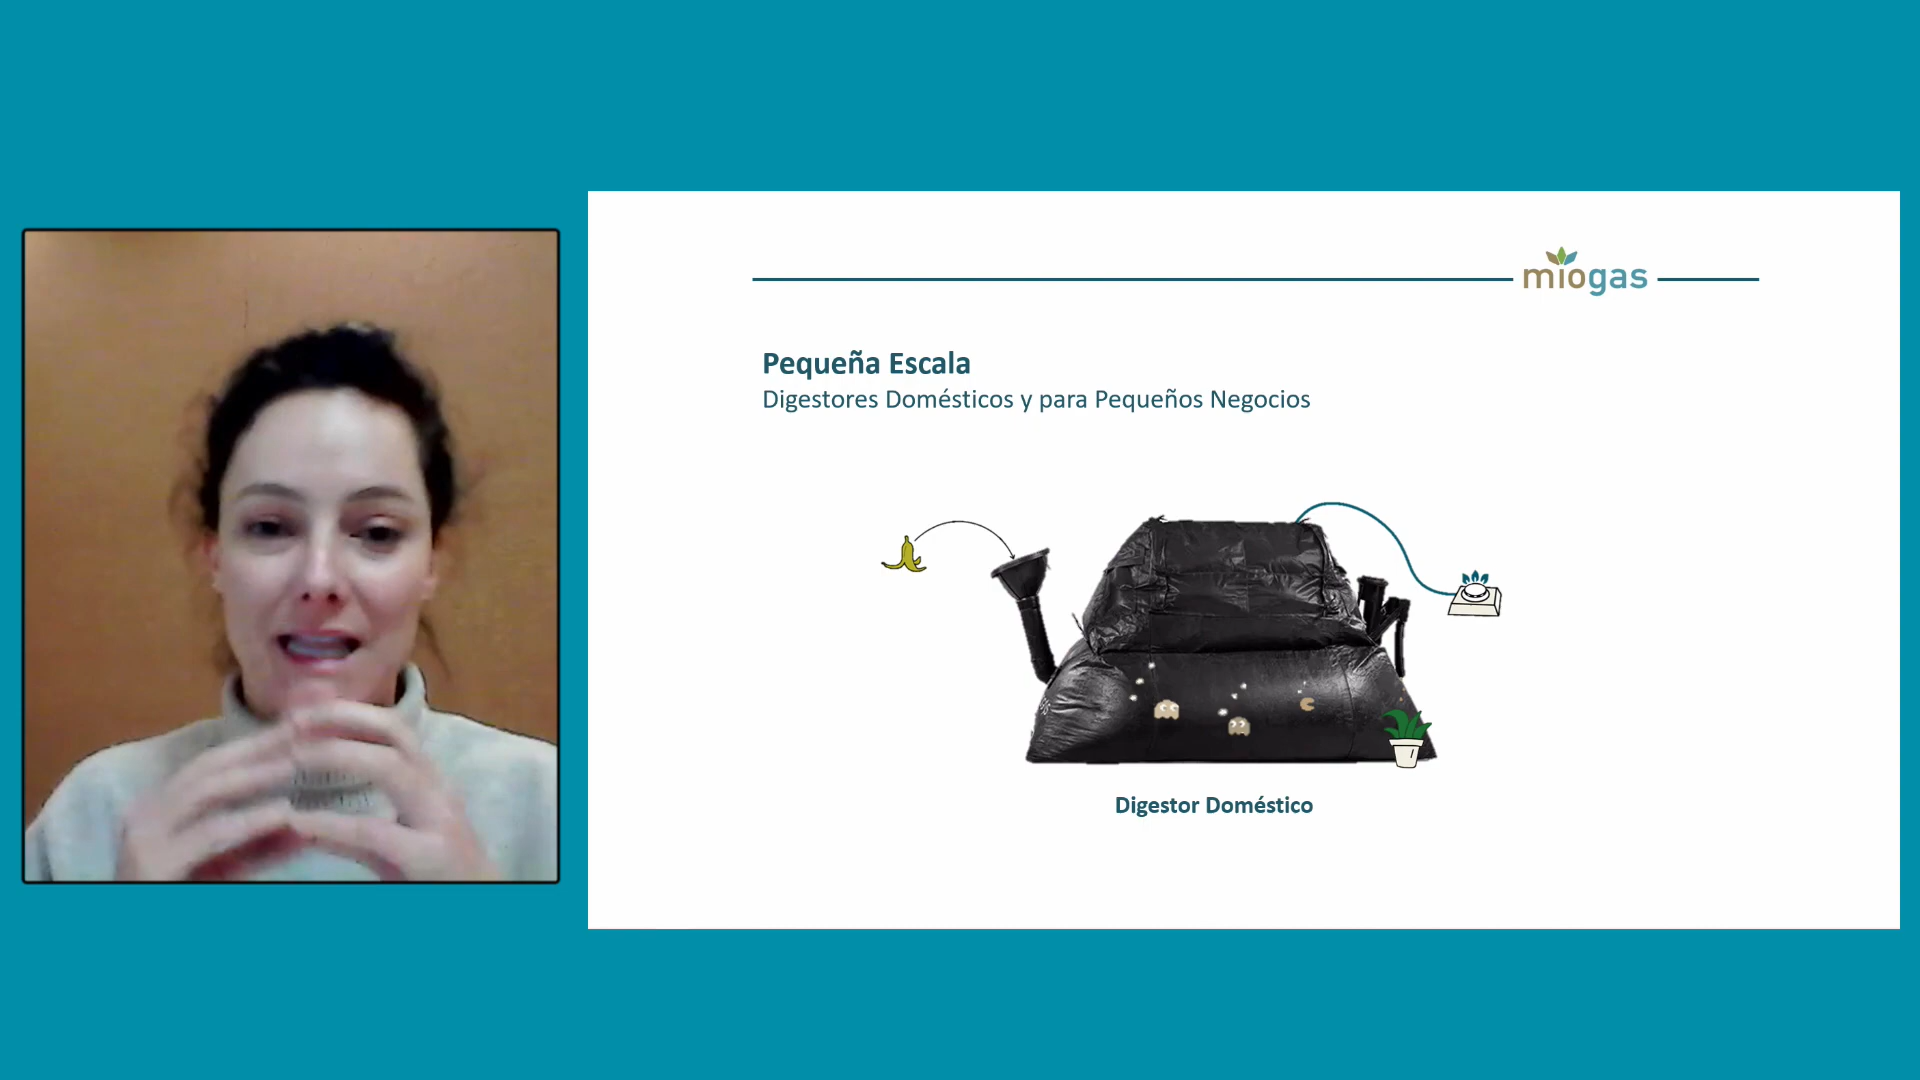 miogas
Pequeña Escala
Digestores Domésticos y para Pequeños Negocios
Digestor Doméstico